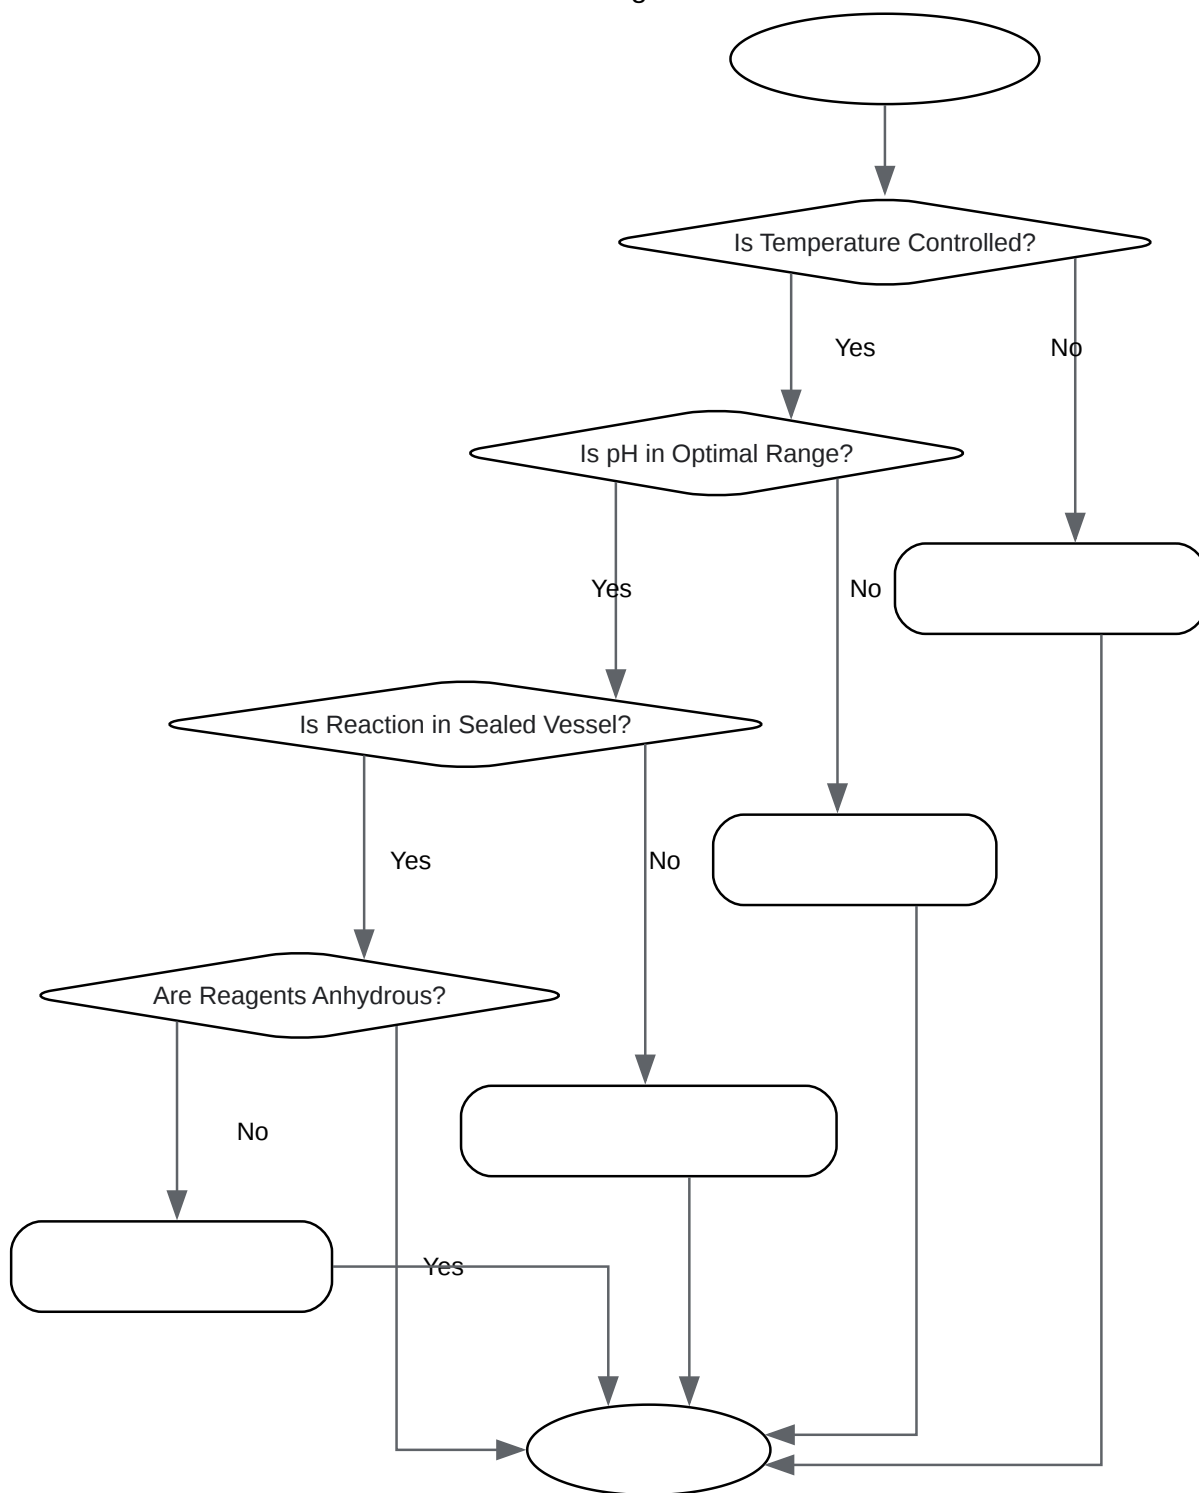 Is Temperature Controlled?
Yes
No
Is pH in Optimal Range?
Yes
No
Is Reaction in Sealed Vessel?
Yes
No
Are Reagents Anhydrous?
No
Yes